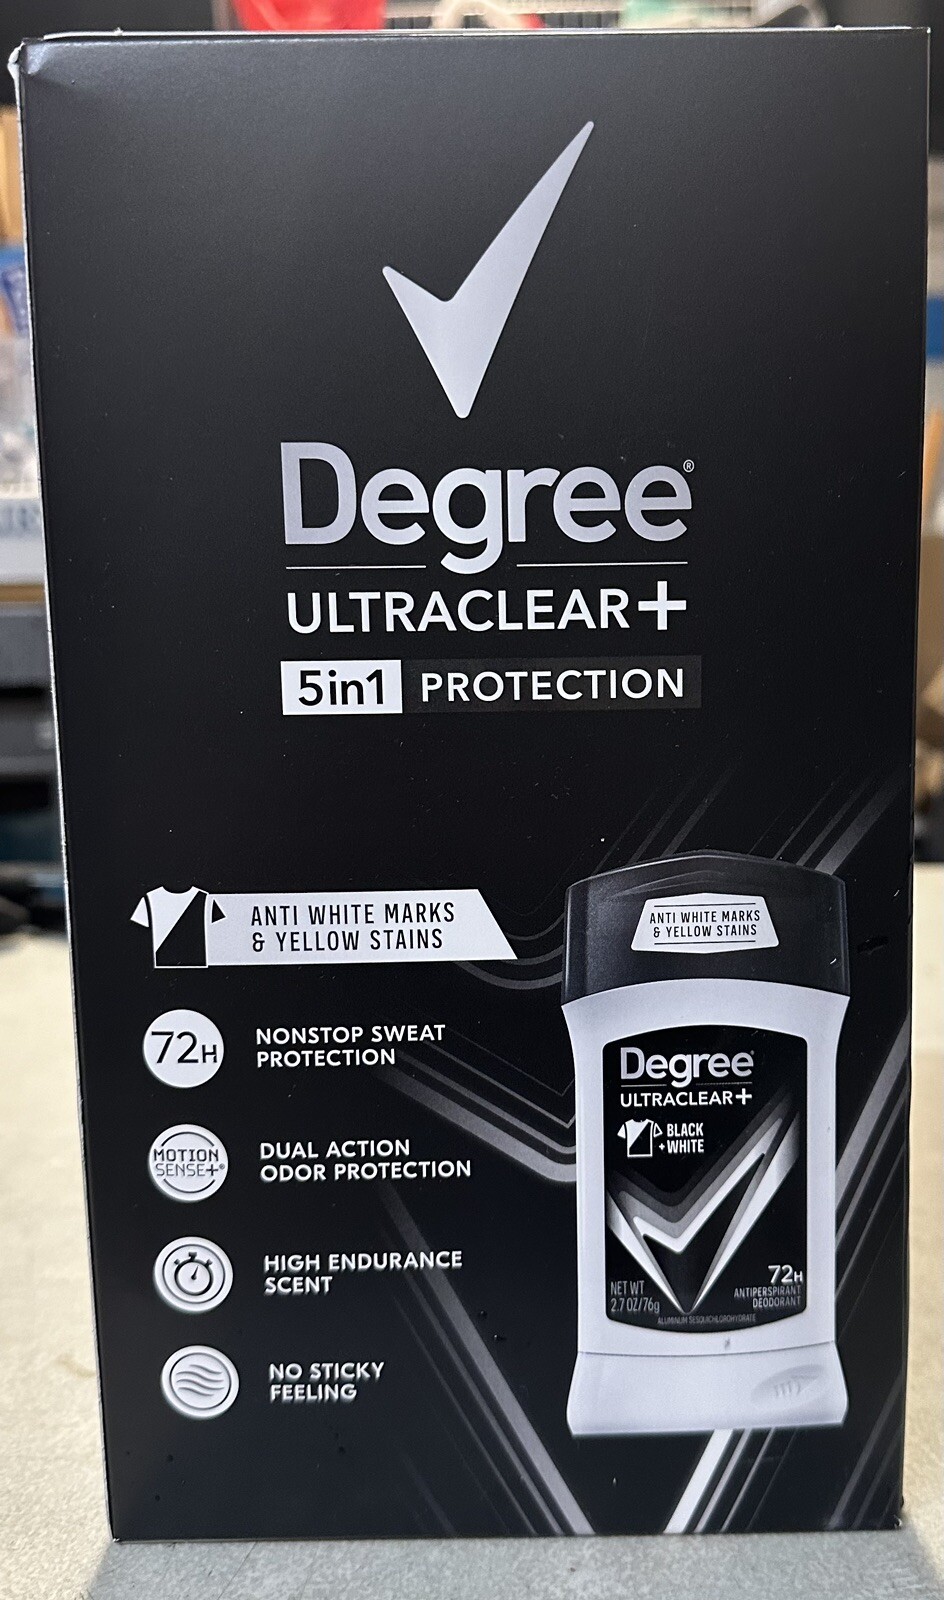 Degree®
ULTRACLEAR+
5in1 PROTECTION
ANTI WHITE MARKS
& YELLOW STAINS
72H
NONSTOP SWEAT
PROTECTION
MOTION
SENSE+®
DUAL ACTION
ODOR PROTECTION
HIGH ENDURANCE
SCENT
NO STICKY
FEELING
ANTI WHITE MARKS
& YELLOW STAINS
Degree
ULTRACLEAR+
BLACK
+WHITE
72H
ANTIPERSPIRANT
DEODORANT
NET WT
2.7 OZ/76g
ALUMINUM SESQUICHLOROHYDRATE